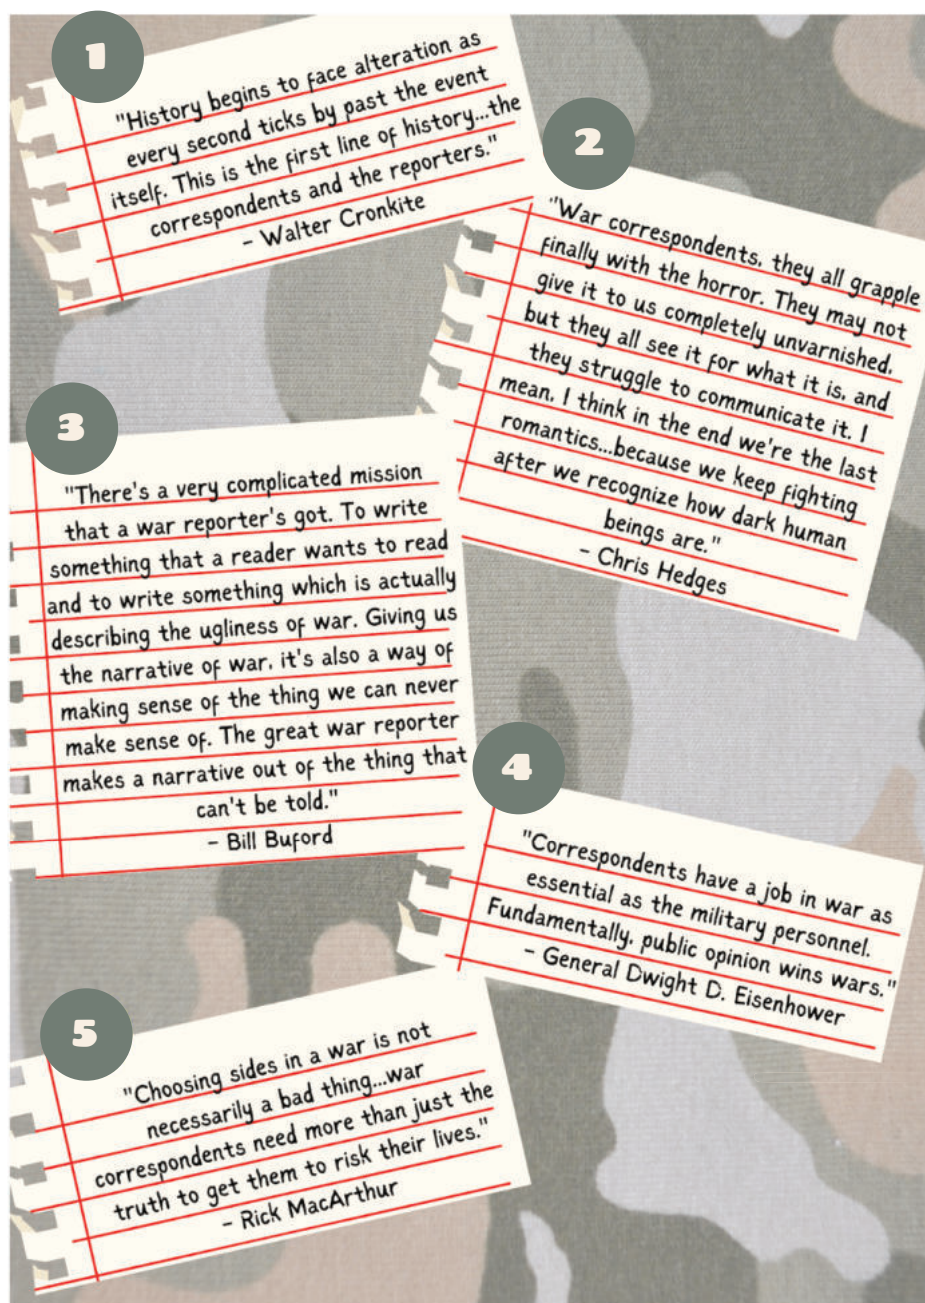 1
"History begins to face alteration as
every second ticks by past the event
itself. This is the first line of history...the
correspondents and the reporters."
- Walter Cronkite
2
"War correspondents, they all grapple
finally with the horror. They may not
give it to us completely unvarnished,
but they all see it for what it is, and
they struggle to communicate it. I
mean, I think in the end we're the last
romantics...because we keep fighting
after we recognize how dark human
beings are."
- Chris Hedges
3
"There's a very complicated mission
that a war reporter's got. To write
something that a reader wants to read
and to write something which is actually
describing the ugliness of war. Giving us
the narrative of war, it's also a way of
making sense of the thing we can never
make sense of. The great war reporter
makes a narrative out of the thing that
can't be told."
- Bill Buford
4
"Correspondents have a job in war as
essential as the military personnel.
Fundamentally, public opinion wins wars."
- General Dwight D. Eisenhower
5
"Choosing sides in a war is not
necessarily a bad thing...war
correspondents need more than just the
truth to get them to risk their lives."
- Rick MacArthur